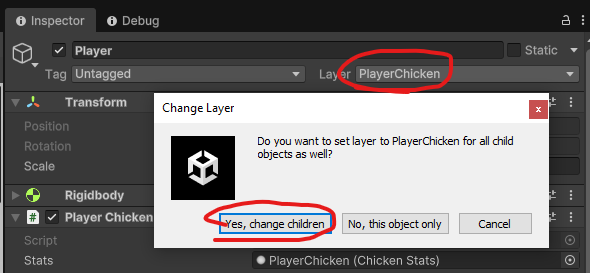 Inspector Debug
Player Static
Tag Untagged Layer PlayerChicken
Transform
Change Layer x
Position
Do you want to set layer to PlayerChicken for all child
objects as well?
Rotation
Scale
Rigidbody
Player Chicken
Yes, change children No, this object only Cancel
Script
Stats PlayerChicken (Chicken Stats)